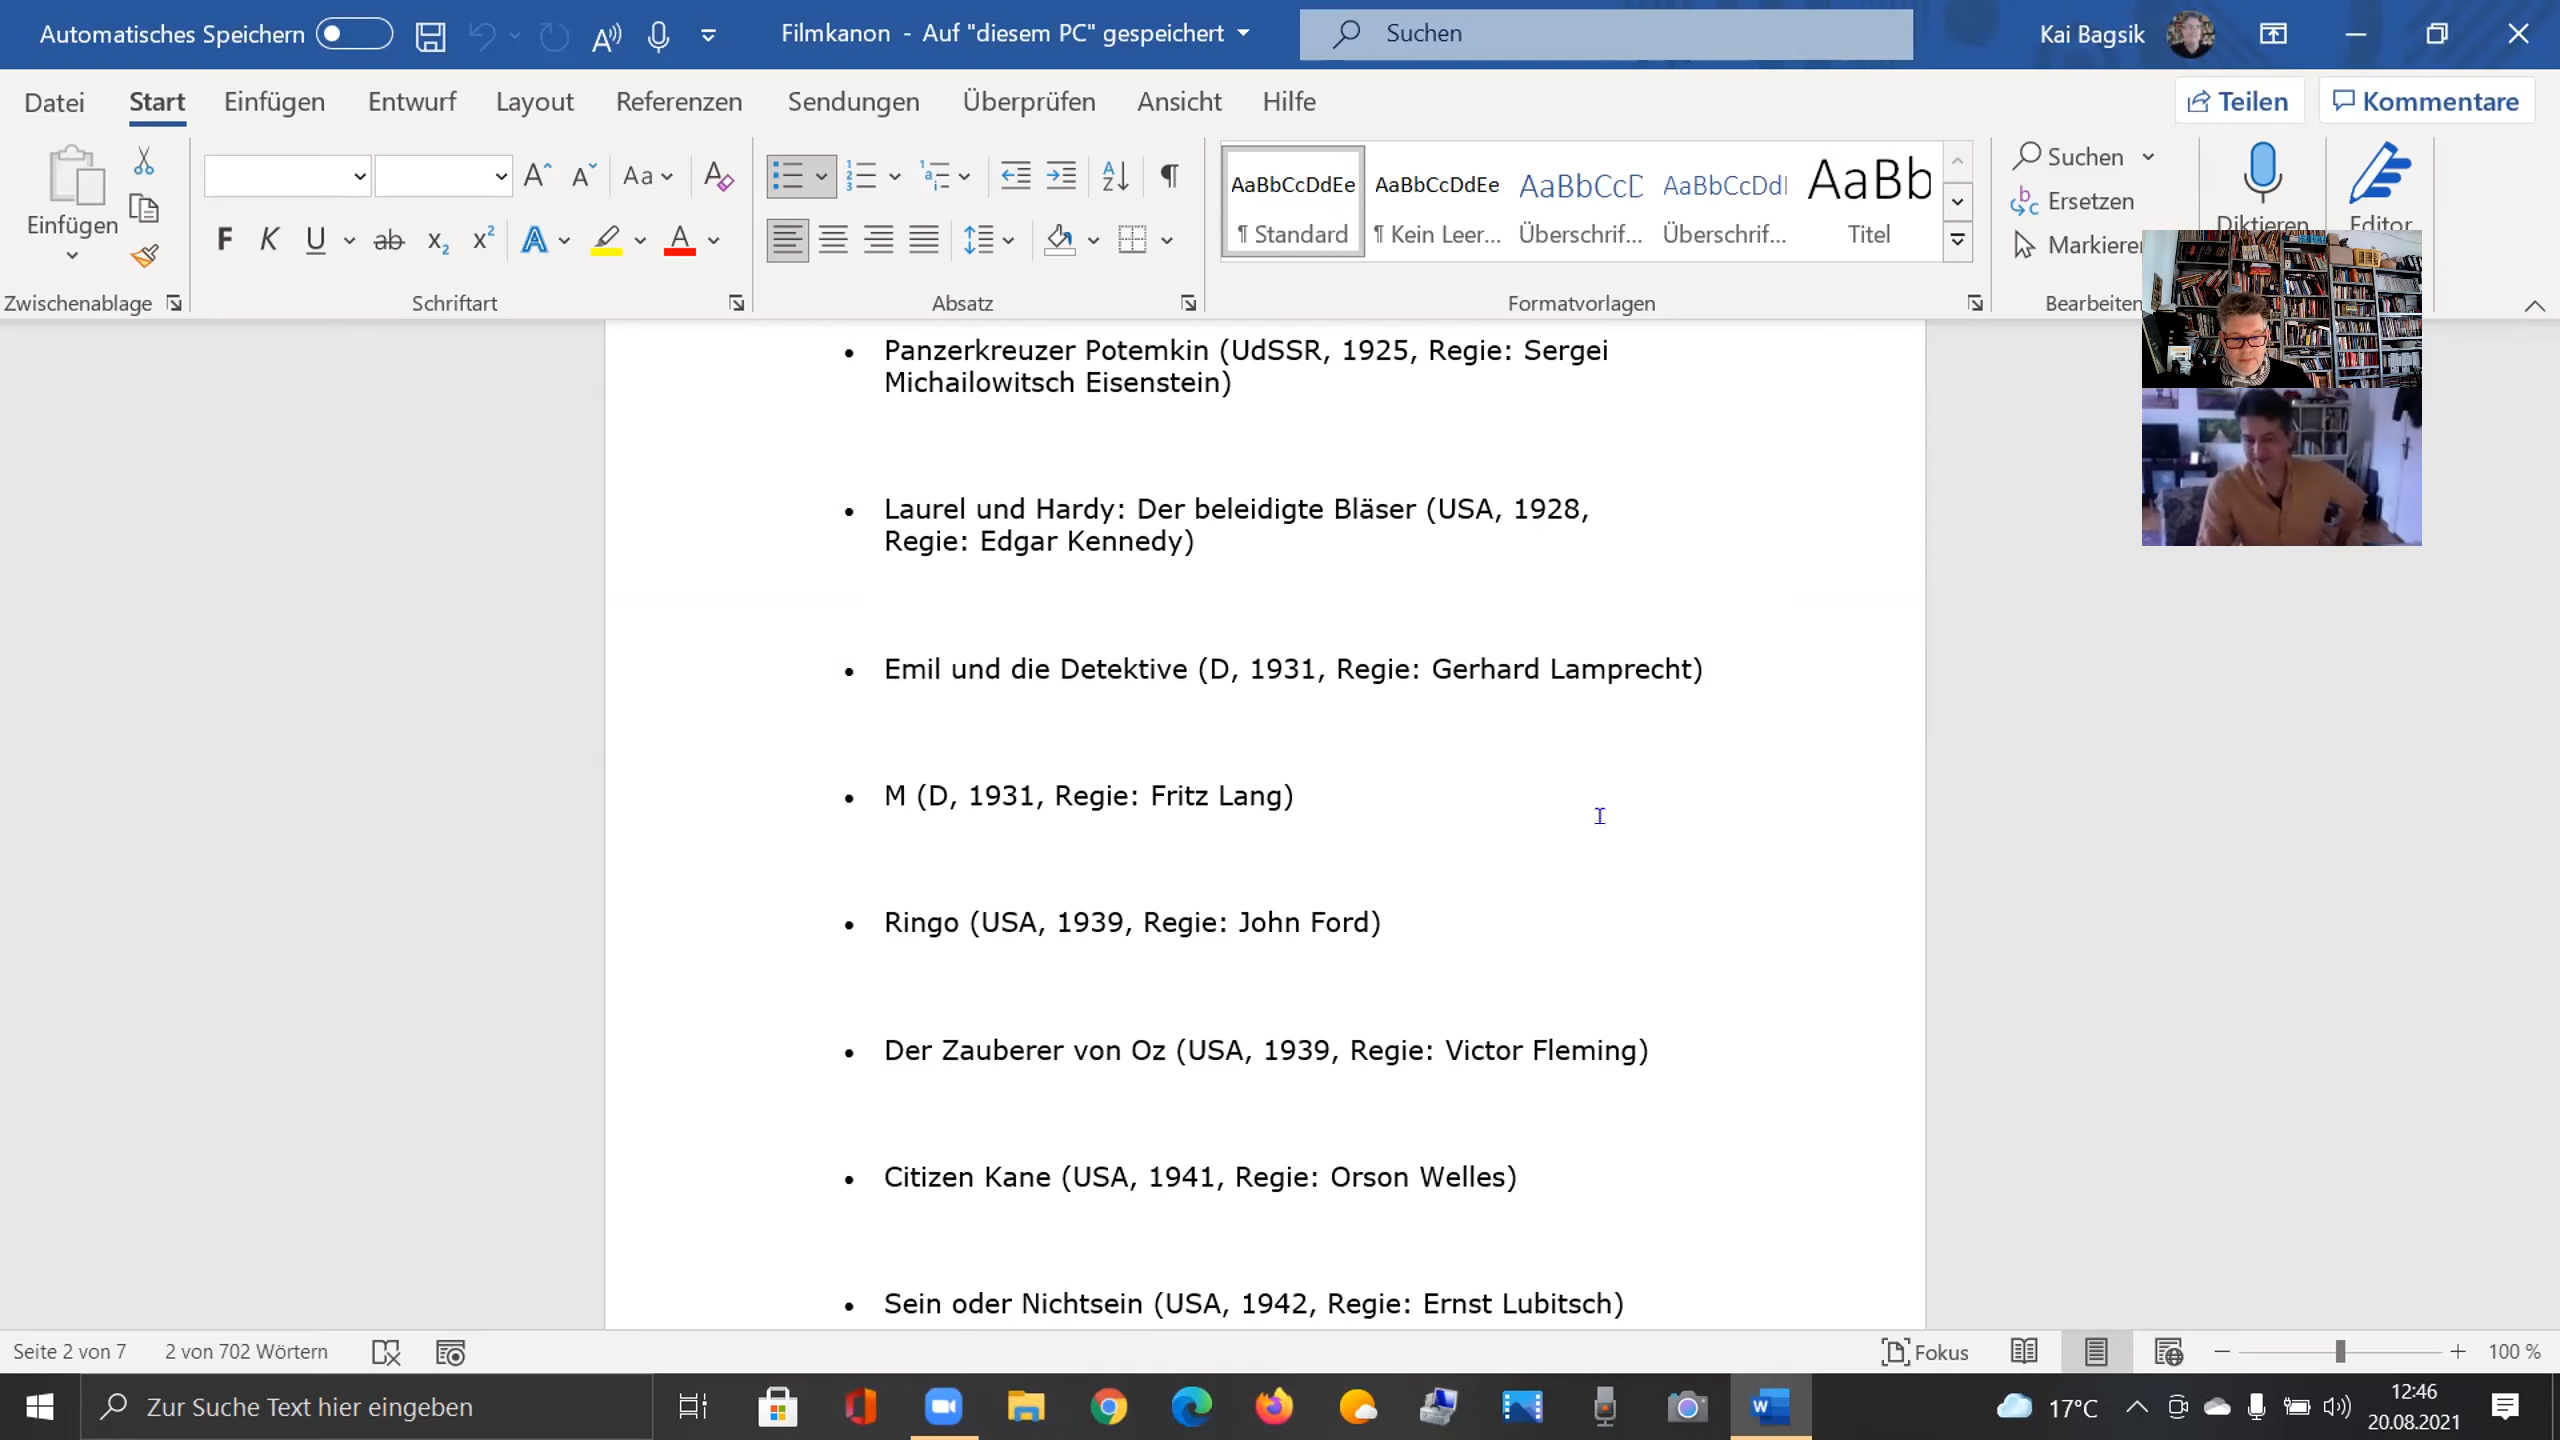 Automatisches Speichern
Filmkanon - Auf "diesem PC" gespeichert
Suchen
Kai Bagsik
Datei Start Einfügen Entwurf Layout Referenzen Sendungen Überprüfen Ansicht Hilfe
Teilen Kommentare
Einfügen
Zwischenablage
F K U ab x₂ x² A A
Aa
Schriftart
Absatz
AaBbCcDdEe AaBbCcDdEe AaBbCcC AaBbCcDdI AaBb
¶ Standard ¶ Kein Leer... Überschrif... Überschrif... Titel
Formatvorlagen
Suchen
Ersetzen
Markieren
Bearbeiten
Diktieren
Editor
• Panzerkreuzer Potemkin (UdSSR, 1925, Regie: Sergei
Michailowitsch Eisenstein)
• Laurel und Hardy: Der beleidigte Bläser (USA, 1928,
Regie: Edgar Kennedy)
• Emil und die Detektive (D, 1931, Regie: Gerhard Lamprecht)
• M (D, 1931, Regie: Fritz Lang)
• Ringo (USA, 1939, Regie: John Ford)
• Der Zauberer von Oz (USA, 1939, Regie: Victor Fleming)
• Citizen Kane (USA, 1941, Regie: Orson Welles)
• Sein oder Nichtsein (USA, 1942, Regie: Ernst Lubitsch)
Seite 2 von 7 2 von 702 Wörtern
Fokus
100 %
Zur Suche Text hier eingeben
17°C
12:46
20.08.2021